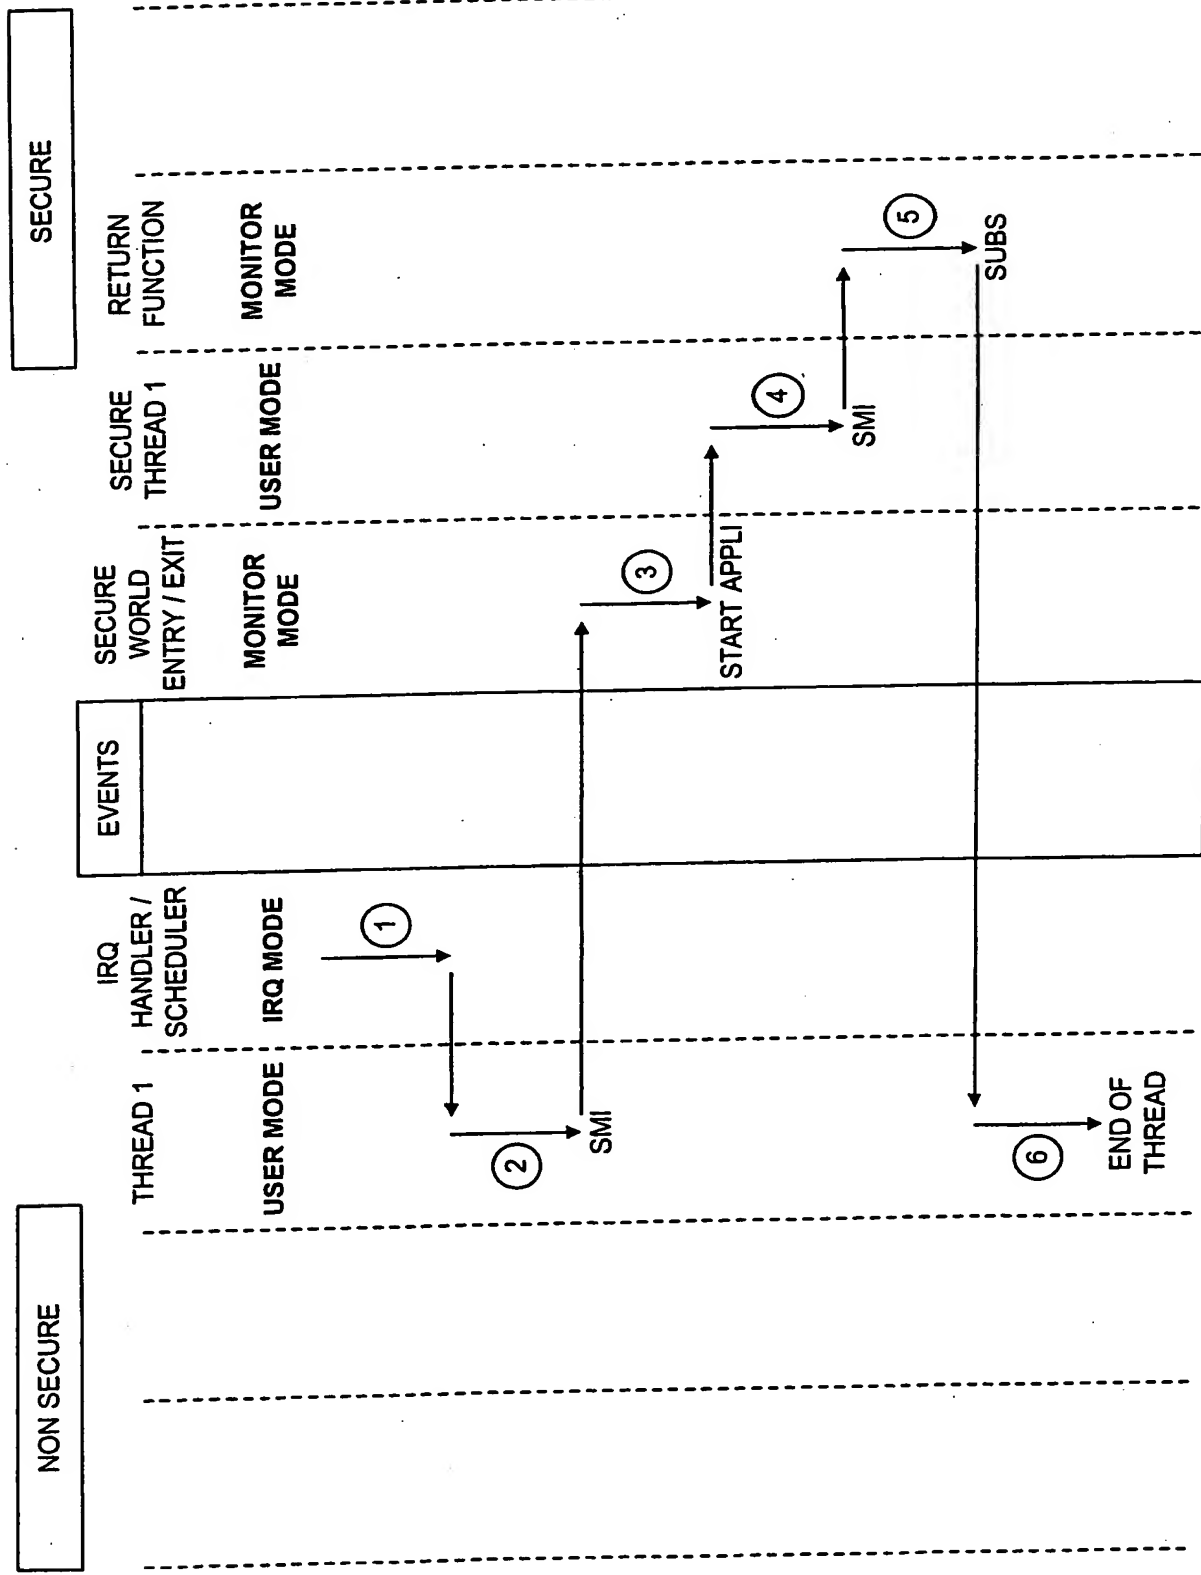 NON SECURE
SECURE
EVENTS
THREAD 1
USER MODE
IRQ
HANDLER /
SCHEDULER
IRQ MODE
SECURE
WORLD
ENTRY / EXIT
MONITOR
MODE
SECURE
THREAD 1
USER MODE
RETURN
FUNCTION
MONITOR
MODE
1
2
SMI
3
START APPLI
4
SMI
5
SUBS
6
END OF
THREAD